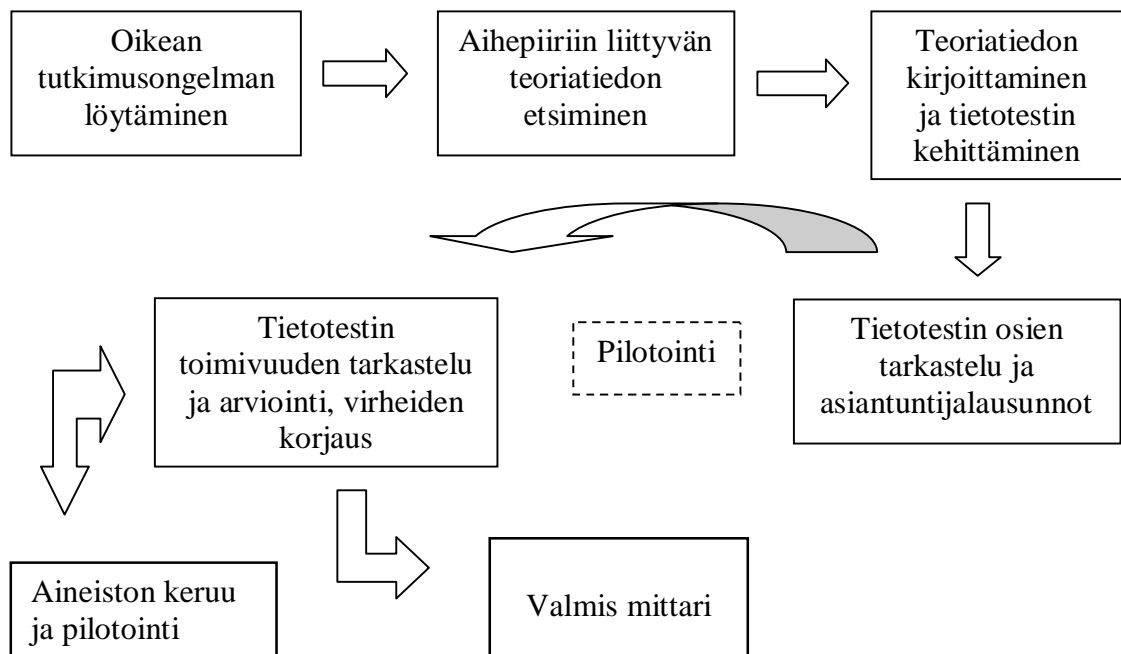 Oikean
tutkimusongelman
löytäminen
Aihepiiriin liittyvän
teoriatiedon
etsiminen
Teoriatiedon
kirjoittaminen
ja tietotestin
kehittäminen
Tietotestin
toimivuuden tarkastelu
ja arviointi, virheiden
korjaus
Pilotointi
Tietotestin osien
tarkastelu ja
asiantuntijalausunnot
Aineiston keruu
ja pilotointi
Valmis mittari